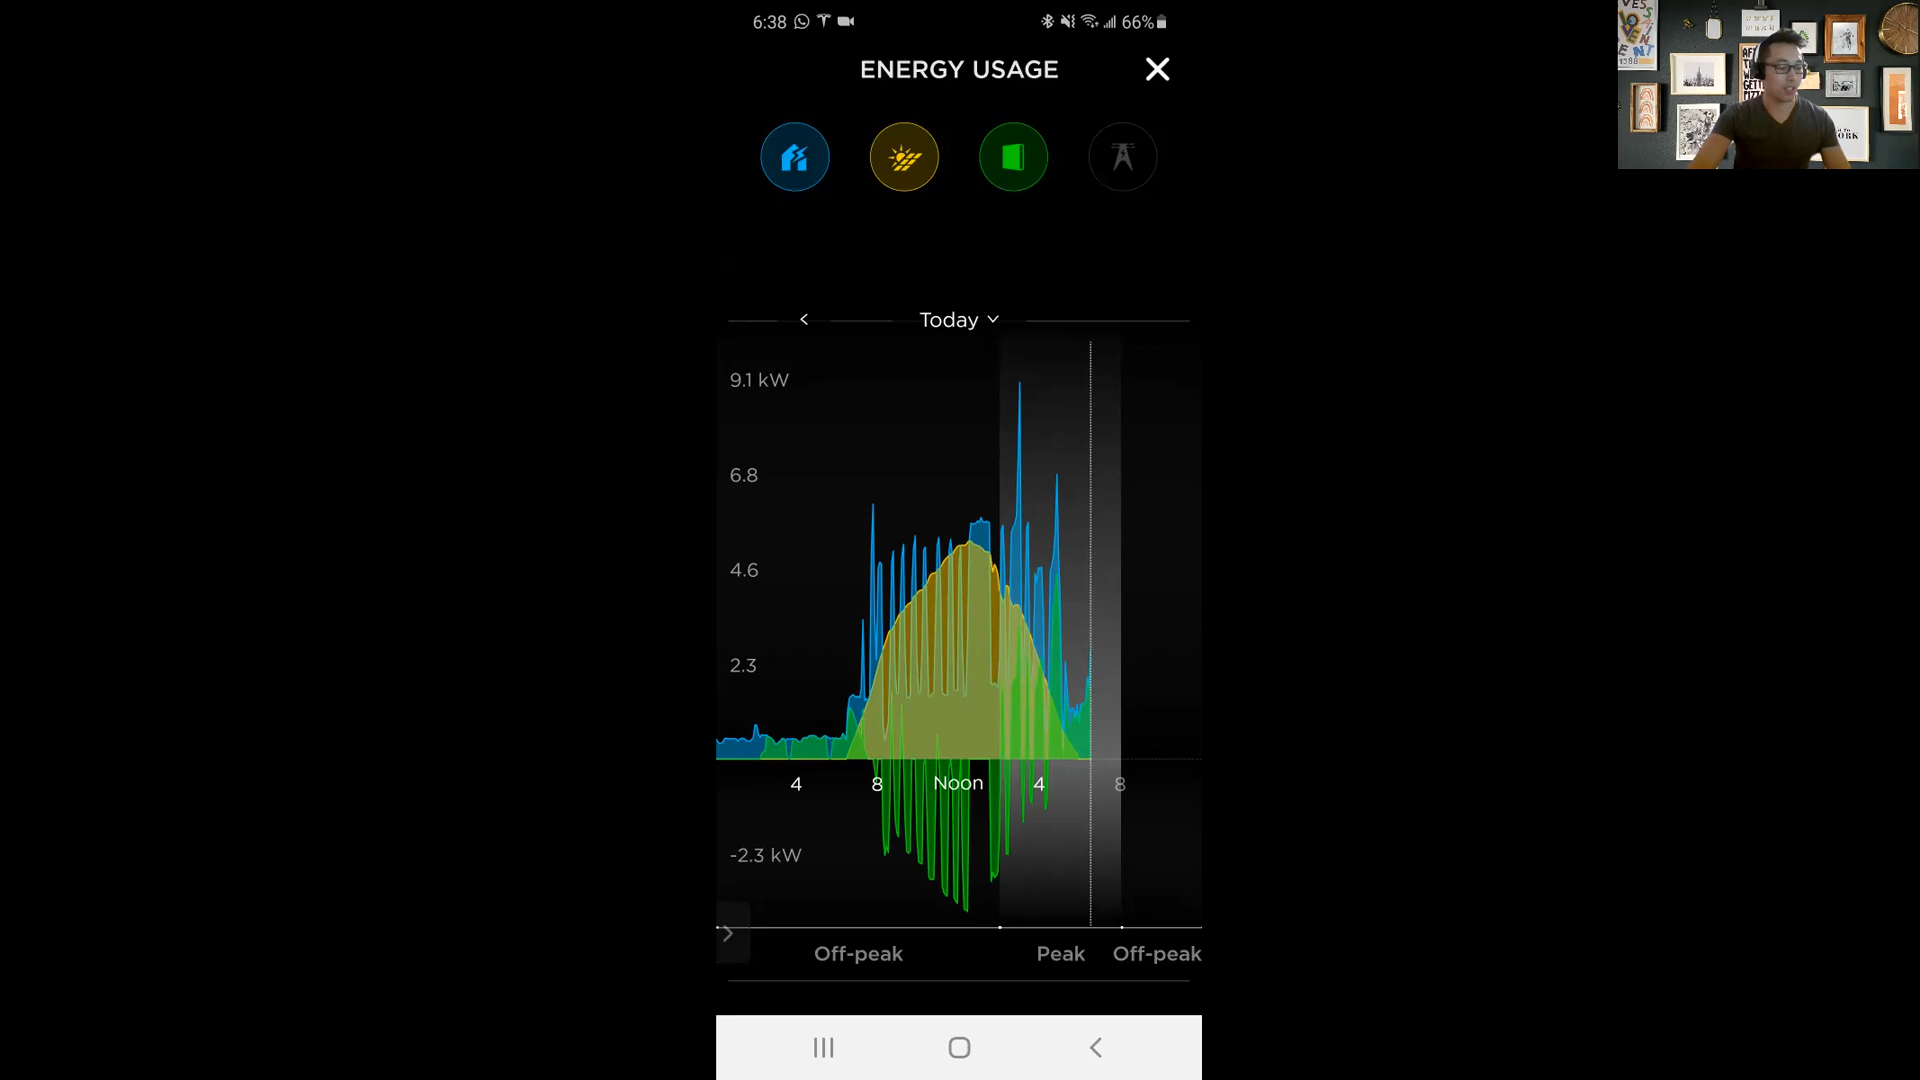 6:38
66%
ENERGY USAGE
Today
9.1 kW
6.8
4.6
2.3
4
8
Noon
4
8
-2.3 kW
Off-peak
Peak
Off-peak